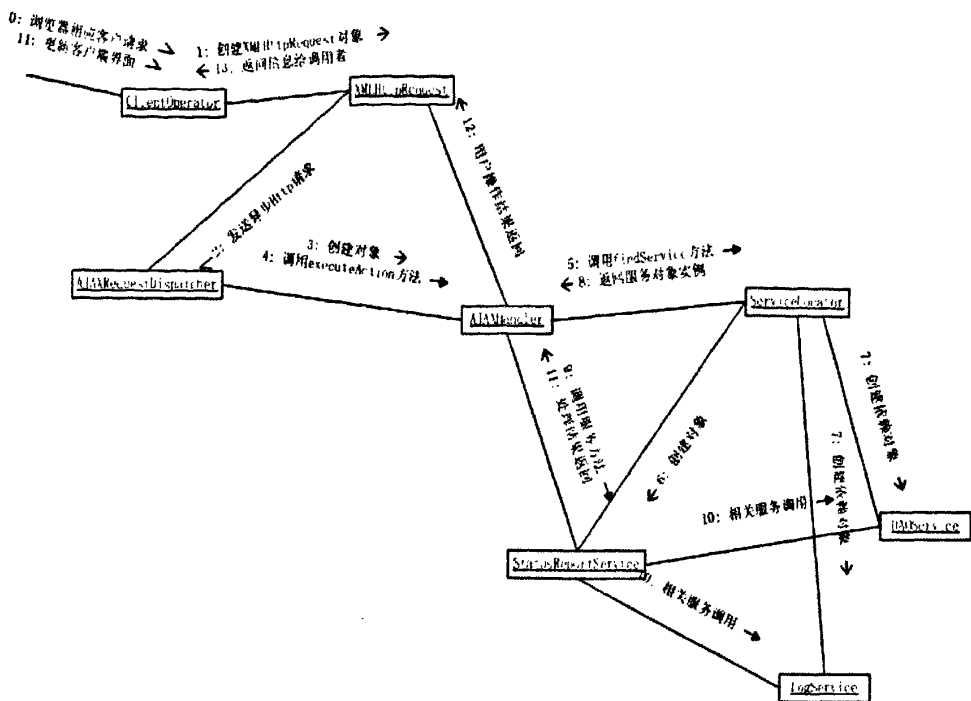 0: 浏览器相应客户请求
14: 更新客户端界面
1: 创建XMLHttpRequest对象
13: 返回信息给调用者
ClientOperator
XMLHttpRequest
12: 用户操作结果返回
2: 发送异步Http请求
3: 创建对象
4: 调用executeAction方法
5: 调用findService方法
8: 返回服务对象实例
AJAXRequestDispatcher
AJAXHandler
ServiceLocator
9: 调用服务方法
11: 处理结果返回
6: 创建对象
7: 创建依赖对象
7: 创建依赖对象
10: 相关服务调用
DAOService
StatusReportService
10: 相关服务调用
LogService